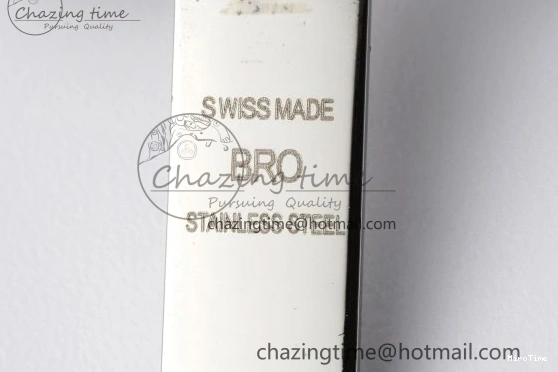 Chazing time
Pursuing Quality
SWISS MADE
BRO
Chazing time
Pursuing Quality
STAINLESS STEEL
chazingtime@hotmail.com
chazingtime@hotmail.com